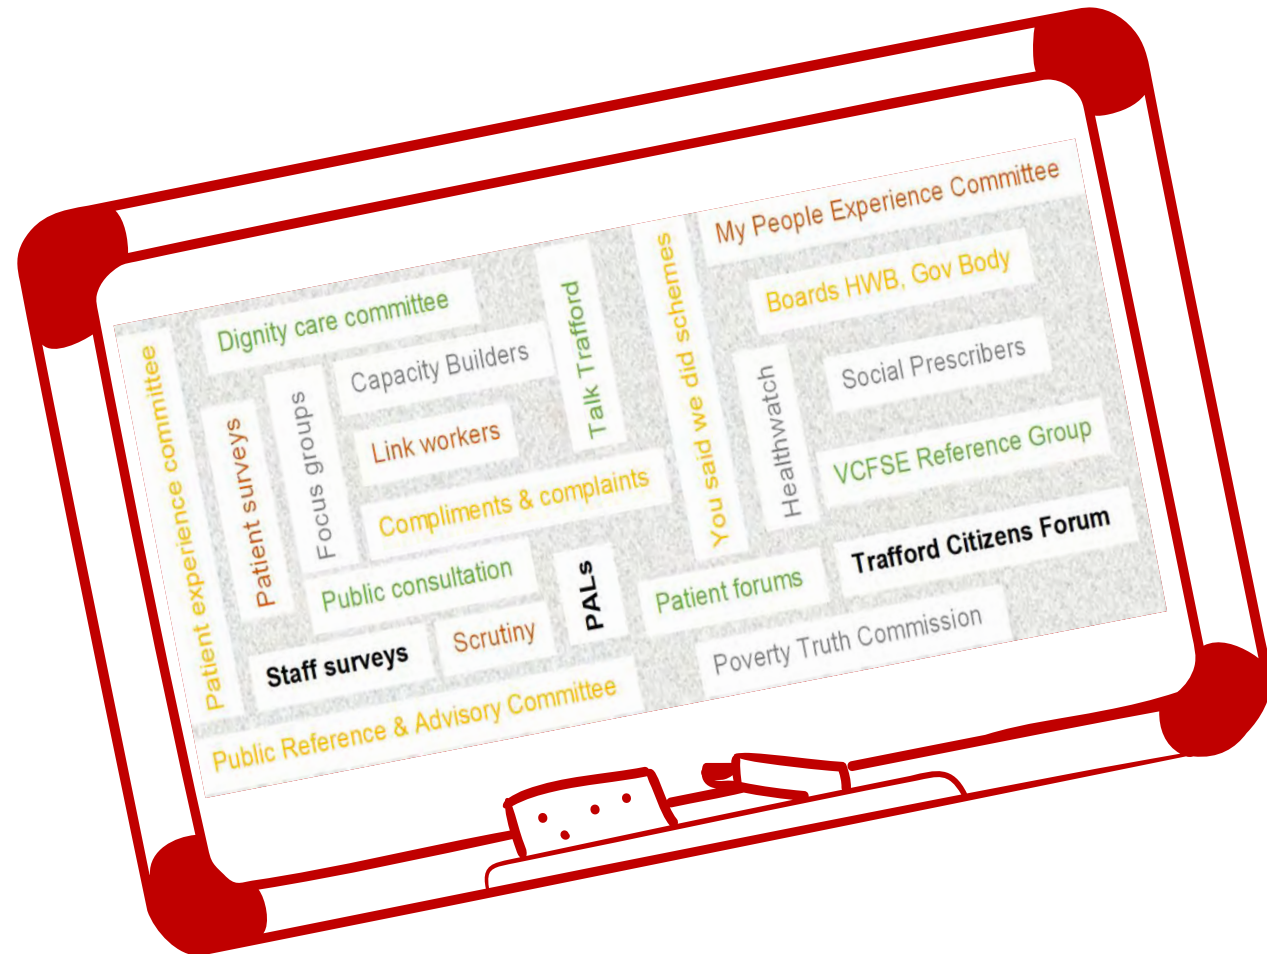 My People Experience Committee
Boards HWB, Gov Body
Dignity care committee
Talk Trafford
You said we did schemes
Capacity Builders
Social Prescribers
Patient experience committee
Patient surveys
Focus groups
Link workers
Healthwatch
VCFSE Reference Group
Compliments & complaints
Trafford Citizens Forum
Public consultation
PALs
Patient forums
Staff surveys
Scrutiny
Poverty Truth Commission
Public Reference & Advisory Committee